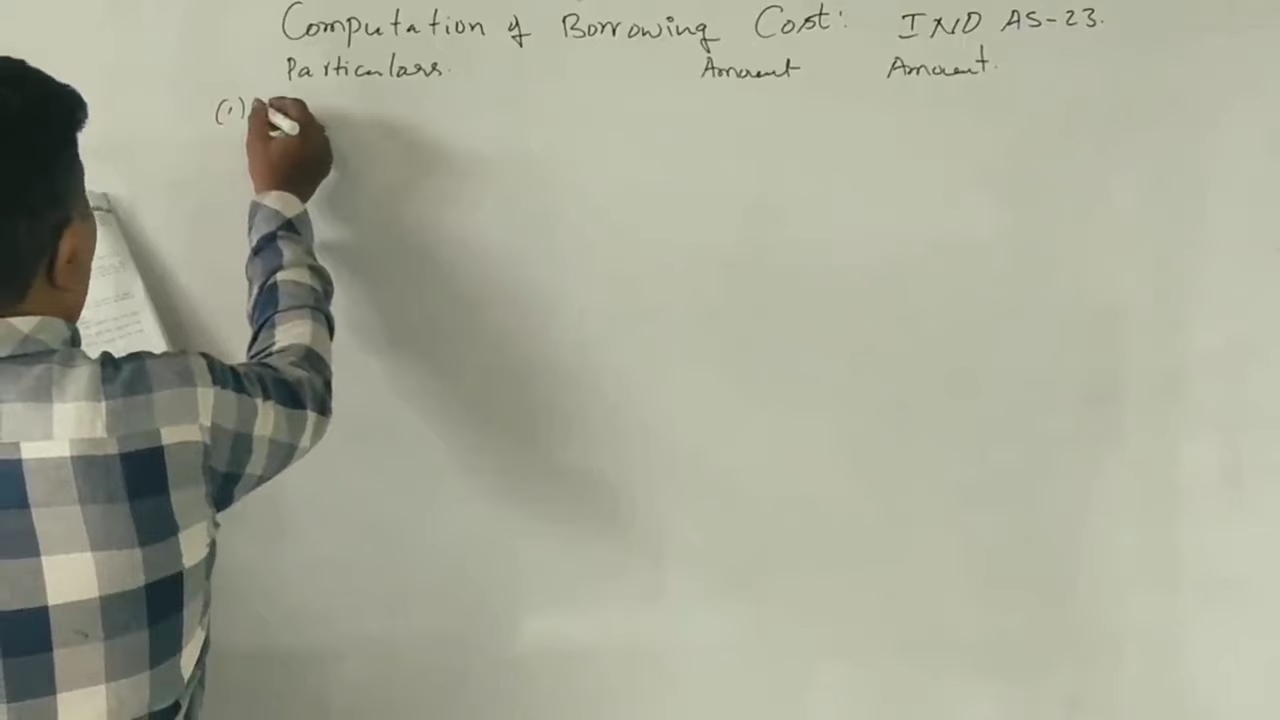 Computation of Borrowing Cost: IND AS-23.
Particulars. Amount Amount.
(1)